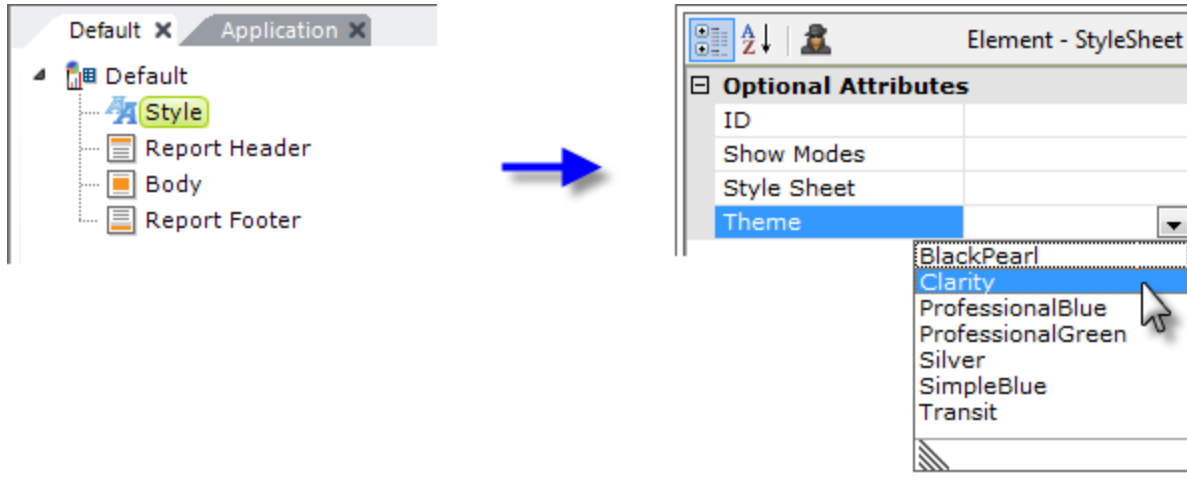 Default Application
Default
Style
Report Header
Body
Report Footer
A
Z
Element - StyleSheet
Optional Attributes
ID
Show Modes
Style Sheet
Theme
BlackPearl
Clarity
ProfessionalBlue
ProfessionalGreen
Silver
SimpleBlue
Transit